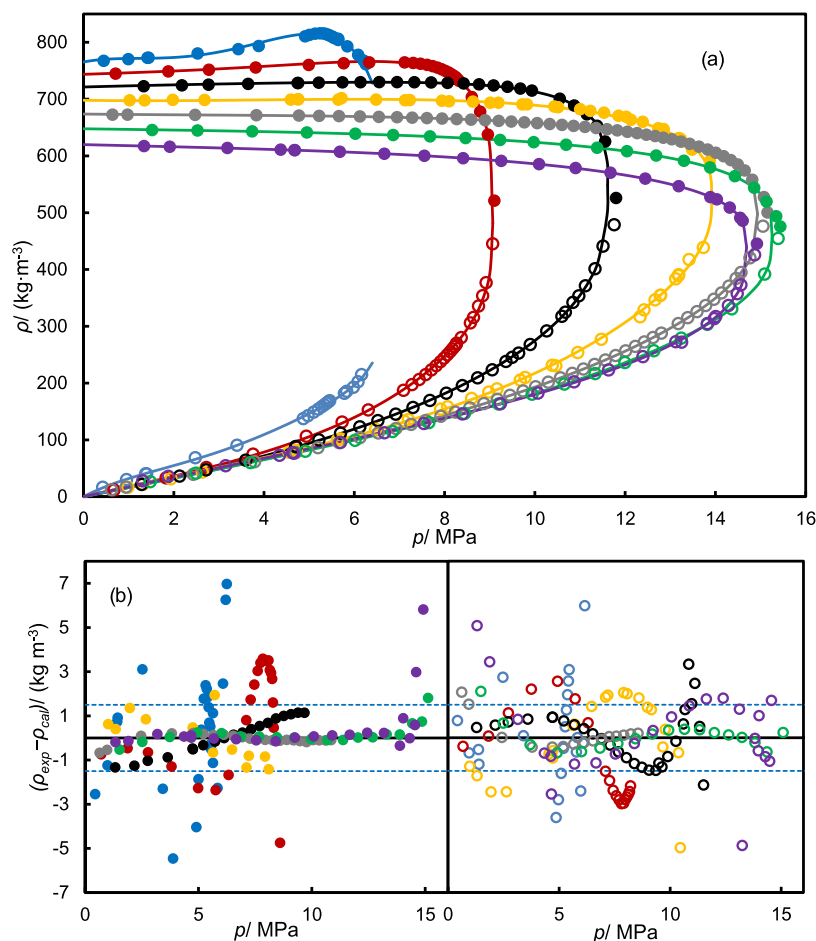 800
700
600
500
400
300
200
100
0
ρ/ (kg·m-3)
(a)
0 2 4 6 8 10 12 14 16
p/ MPa
7
5
3
1
-1
-3
-5
-7
(ρexp−ρcal)/ (kg m-3)
(b)
0 5 10 15 0 5 10 15
p/ MPa p/ MPa